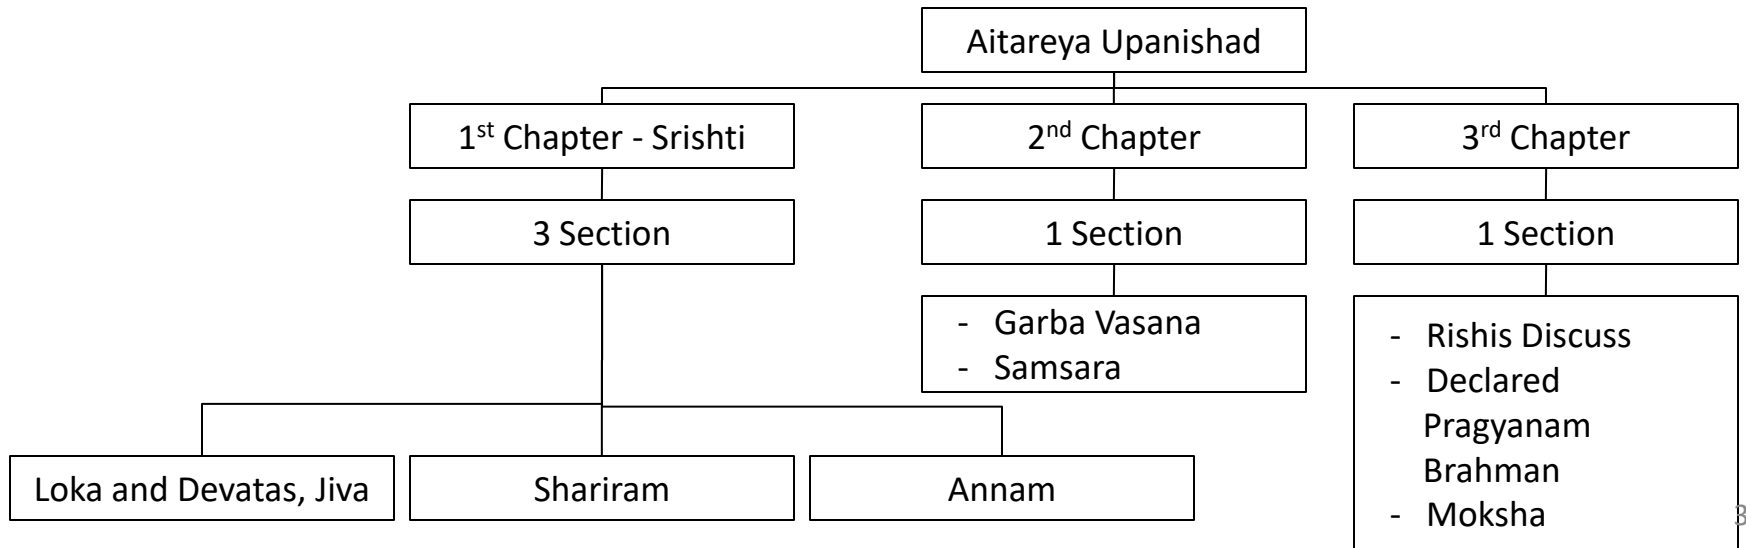 Aitareya Upanishad
1st Chapter - Srishti
2nd Chapter
3rd Chapter
3 Section
1 Section
1 Section
- Garba Vasana
- Samsara
- Rishis Discuss
- Declared
Pragyanam
Brahman
- Moksha
Loka and Devatas, Jiva
Shariram
Annam
3